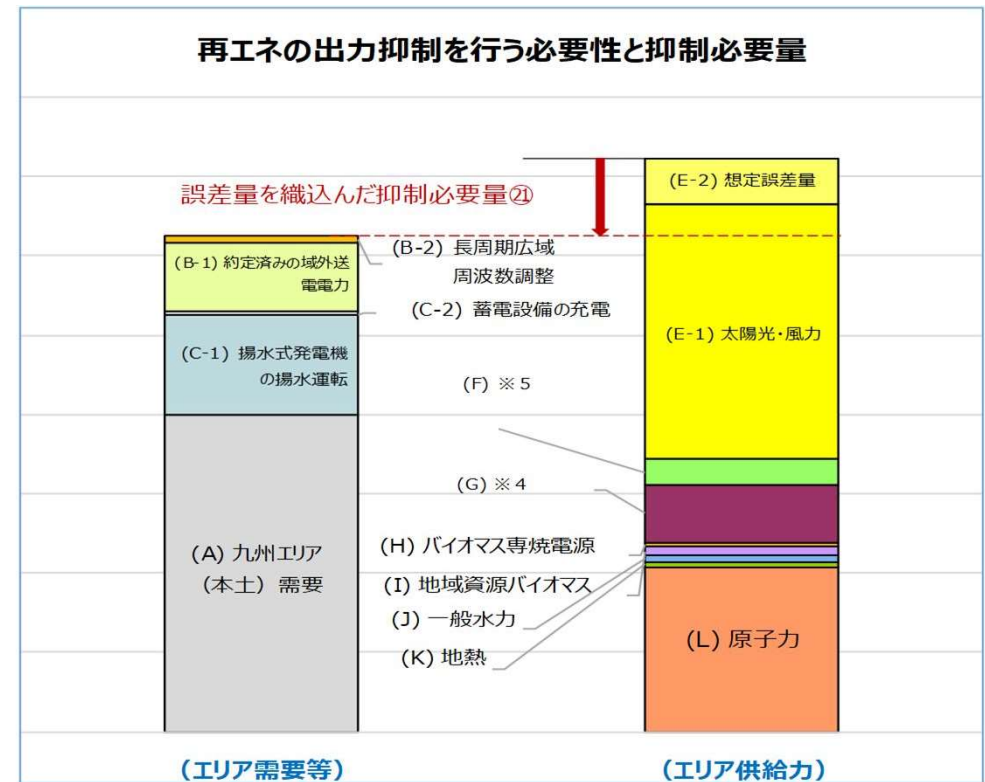 再エネの出力抑制を行う必要性と抑制必要量
誤差量を織込んだ抑制必要量㉑
(B-2) 長周期広域
周波数調整
(B-1) 約定済みの域外送
電電力
(C-2) 蓄電設備の充電
(C-1) 揚水式発電機
の揚水運転
(A) 九州エリア
（本土）需要
(E-2) 想定誤差量
(E-1) 太陽光・風力
(F) ※５
(G) ※４
(H) バイオマス専焼電源
(I) 地域資源バイオマス
(J) 一般水力
(K) 地熱
(L) 原子力
（エリア需要等）
（エリア供給力）